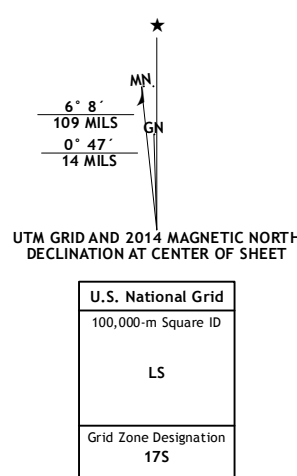 ★
MN
6° 8´
109 MILS
GN
0° 47´
14 MILS
UTM GRID AND 2014 MAGNETIC NORTH
DECLINATION AT CENTER OF SHEET
U.S. National Grid
100,000-m Square ID
LS
Grid Zone Designation
17S